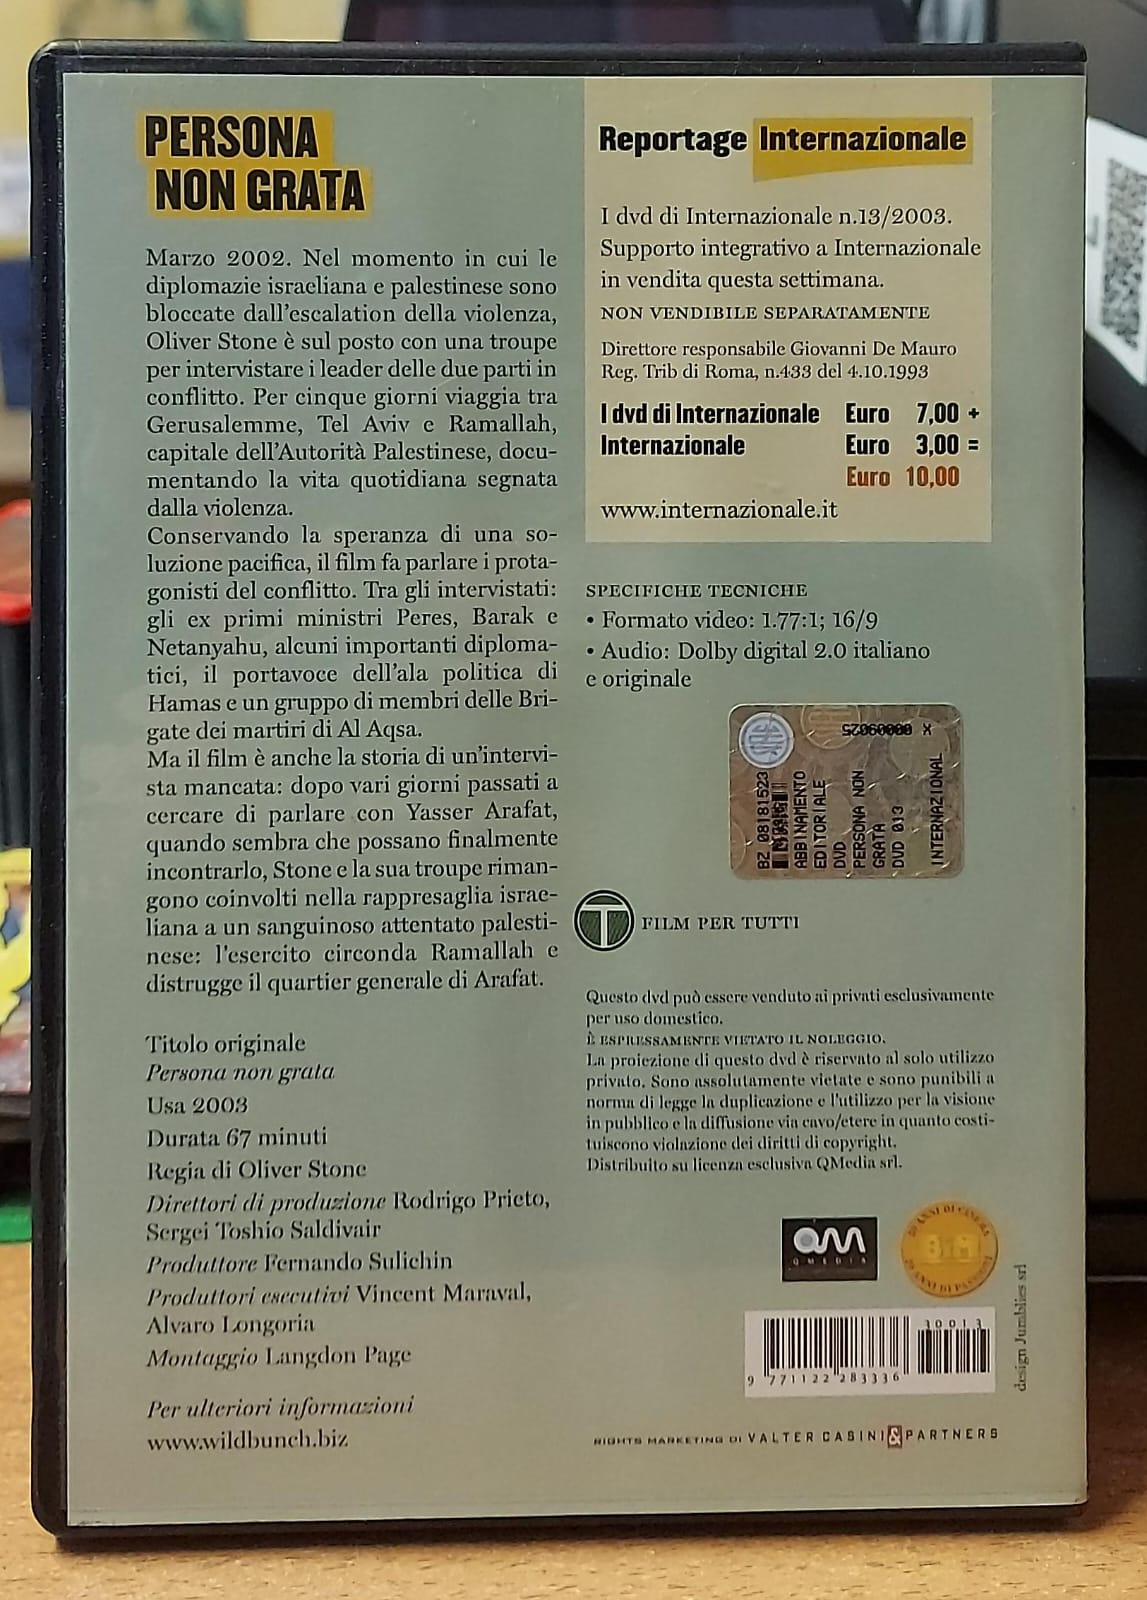 PERSONA
NON GRATA
Marzo 2002. Nel momento in cui le
diplomazie israeliana e palestinese sono
bloccate dall'escalation della violenza,
Oliver Stone è sul posto con una troupe
per intervistare i leader delle due parti in
conflitto. Per cinque giorni viaggia tra
Gerusalemme, Tel Aviv e Ramallah,
capitale dell'Autorità Palestinese, docu-
mentando la vita quotidiana segnata
dalla violenza.
Conservando la speranza di una so-
luzione pacifica, il film fa parlare i prota-
gonisti del conflitto. Tra gli intervistati:
gli ex primi ministri Peres, Barak e
Netanyahu, alcuni importanti diploma-
tici, il portavoce dell'ala politica di
Hamas e un gruppo di membri delle Bri-
gate dei martiri di Al Aqsa.
Ma il film è anche la storia di un'intervi-
sta mancata: dopo vari giorni passati a
cercare di parlare con Yasser Arafat,
quando sembra che possano finalmente
incontrarlo, Stone e la sua troupe riman-
gono coinvolti nella rappresaglia israe-
liana a un sanguinoso attentato palesti-
nese: l'esercito circonda Ramallah e
distrugge il quartier generale di Arafat.
Titolo originale
Persona non grata
Usa 2003
Durata 67 minuti
Regia di Oliver Stone
Direttori di produzione Rodrigo Prieto,
Sergei Toshio Saldivair
Produttore Fernando Sulichin
Produttori esecutivi Vincent Maraval,
Alvaro Longoria
Montaggio Langdon Page
Per ulteriori informazioni
www.wildbunch.biz
Reportage Internazionale
I dvd di Internazionale n.13/2003.
Supporto integrativo a Internazionale
in vendita questa settimana.
NON VENDIBILE SEPARATAMENTE
Direttore responsabile Giovanni De Mauro
Reg. Trib di Roma, n.433 del 4.10.1993
I dvd di Internazionale Euro 7,00 +
Internazionale Euro 3,00 =
Euro 10,00
www.internazionale.it
SPECIFICHE TECNICHE
• Formato video: 1.77:1; 16/9
• Audio: Dolby digital 2.0 italiano
e originale
X 000090625
BZ 08181523
ABBINAMENTO
EDITORIALE
DVD
PERSONA NON
GRATA
DVD 013
INTERNAZIONAL
T FILM PER TUTTI
Questo dvd può essere venduto ai privati esclusivamente
per uso domestico.
È ESPRESSAMENTE VIETATO IL NOLEGGIO.
La proiezione di questo dvd è riservato al solo utilizzo
privato. Sono assolutamente vietate e sono punibili a
norma di legge la duplicazione e l'utilizzo per la visione
in pubblico e la diffusione via cavo/etere in quanto costi-
tuiscono violazione dei diritti di copyright.
Distribuito su licenza esclusiva QMedia srl.
QM
QMEDIA
20 ANNI DI CINEMA
BiM
20 ANNI DI PASSIONE
30013
9 771122 283336
design Jumblies srl
RIGHTS MARKETING DI VALTER CASINI & PARTNERS